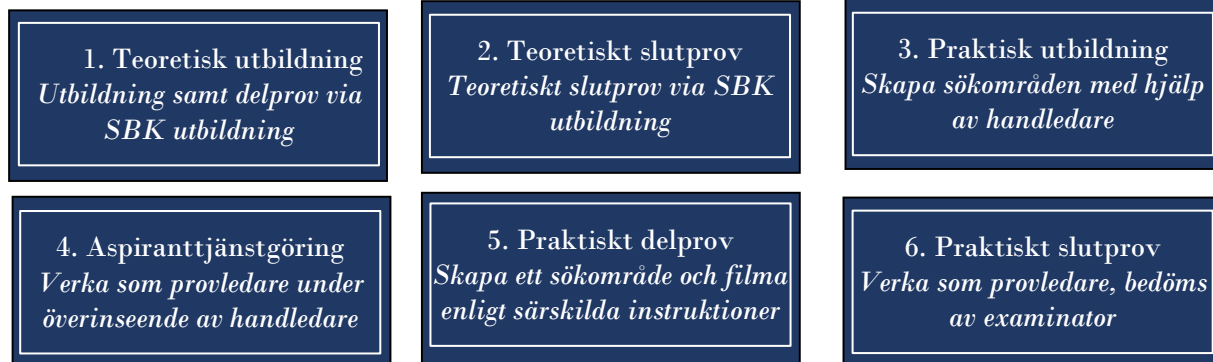 1. Teoretisk utbildning
Utbildning samt delprov via
SBK utbildning
2. Teoretiskt slutprov
Teoretiskt slutprov via SBK
utbildning
3. Praktisk utbildning
Skapa sökområden med hjälp
av handledare
4. Aspiranttjänstgöring
Verka som provledare under
överinseende av handledare
5. Praktiskt delprov
Skapa ett sökområde och filma
enligt särskilda instruktioner
6. Praktiskt slutprov
Verka som provledare, bedöms
av examinator